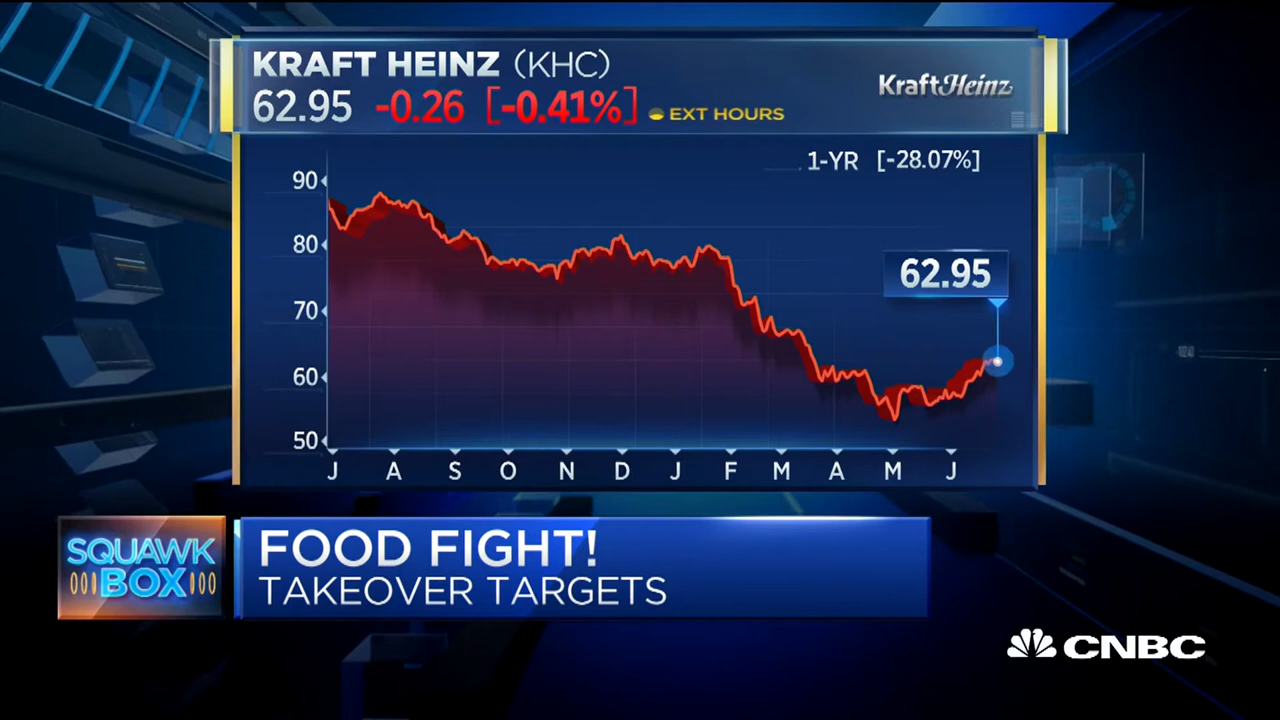 KRAFT HEINZ (KHC)
62.95 -0.26 [-0.41%] EXT HOURS
KraftHeinz
1-YR [-28.07%]
90
80
70
60
50
62.95
J A S O N D J F M A M J
SQUAWK
BOX
FOOD FIGHT!
TAKEOVER TARGETS
CNBC